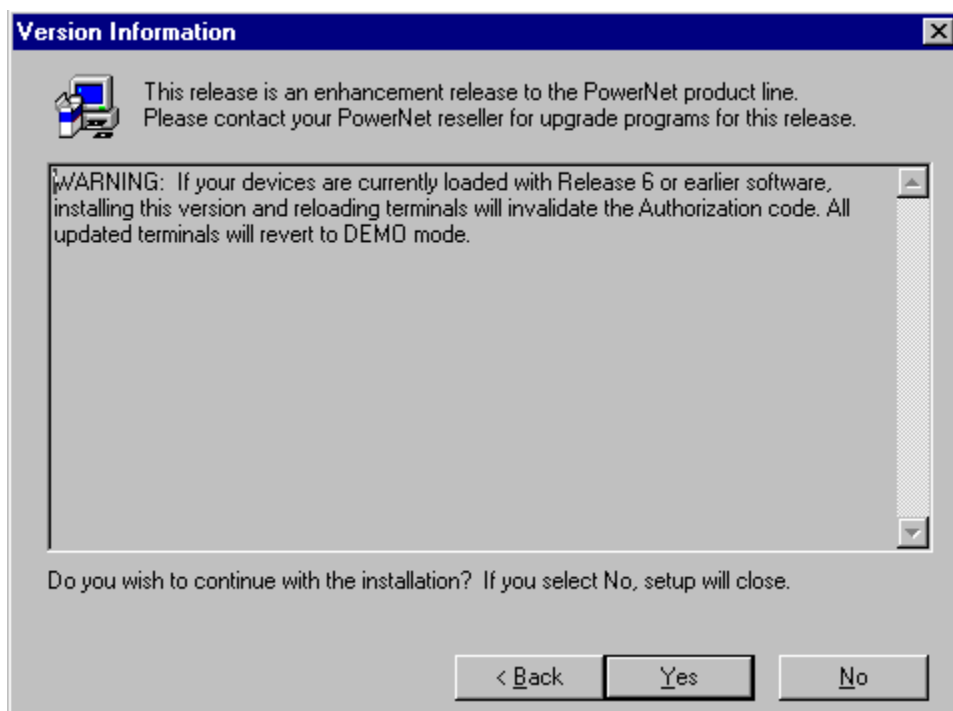 Version Information
This release is an enhancement release to the PowerNet product line.
Please contact your PowerNet reseller for upgrade programs for this release.
WARNING:  If your devices are currently loaded with Release 6 or earlier software,
installing this version and reloading terminals will invalidate the Authorization code. All
updated terminals will revert to DEMO mode.
Do you wish to continue with the installation?  If you select No, setup will close.
< Back
Yes
No